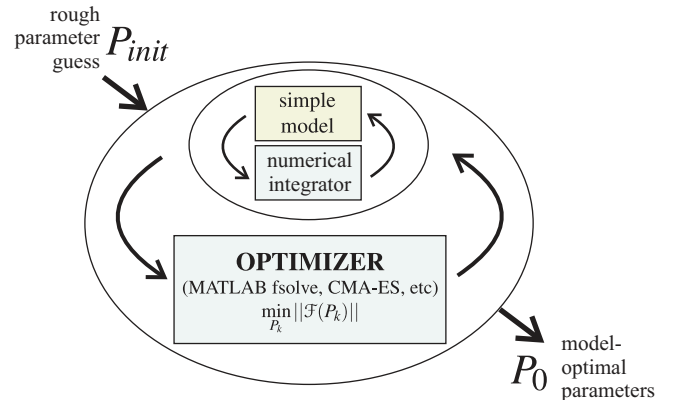 rough
parameter
guess
P_init
simple
model
numerical
integrator
OPTIMIZER
(MATLAB fsolve, CMA-ES, etc)
min_{P_k} ||ℱ(P_k)||
P_0
model-
optimal
parameters